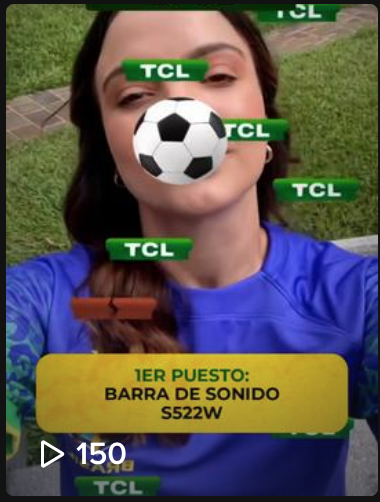 TCL
TCL
TCL
TCL
TCL
1ER PUESTO:
BARRA DE SONIDO
S522W
150
TCL